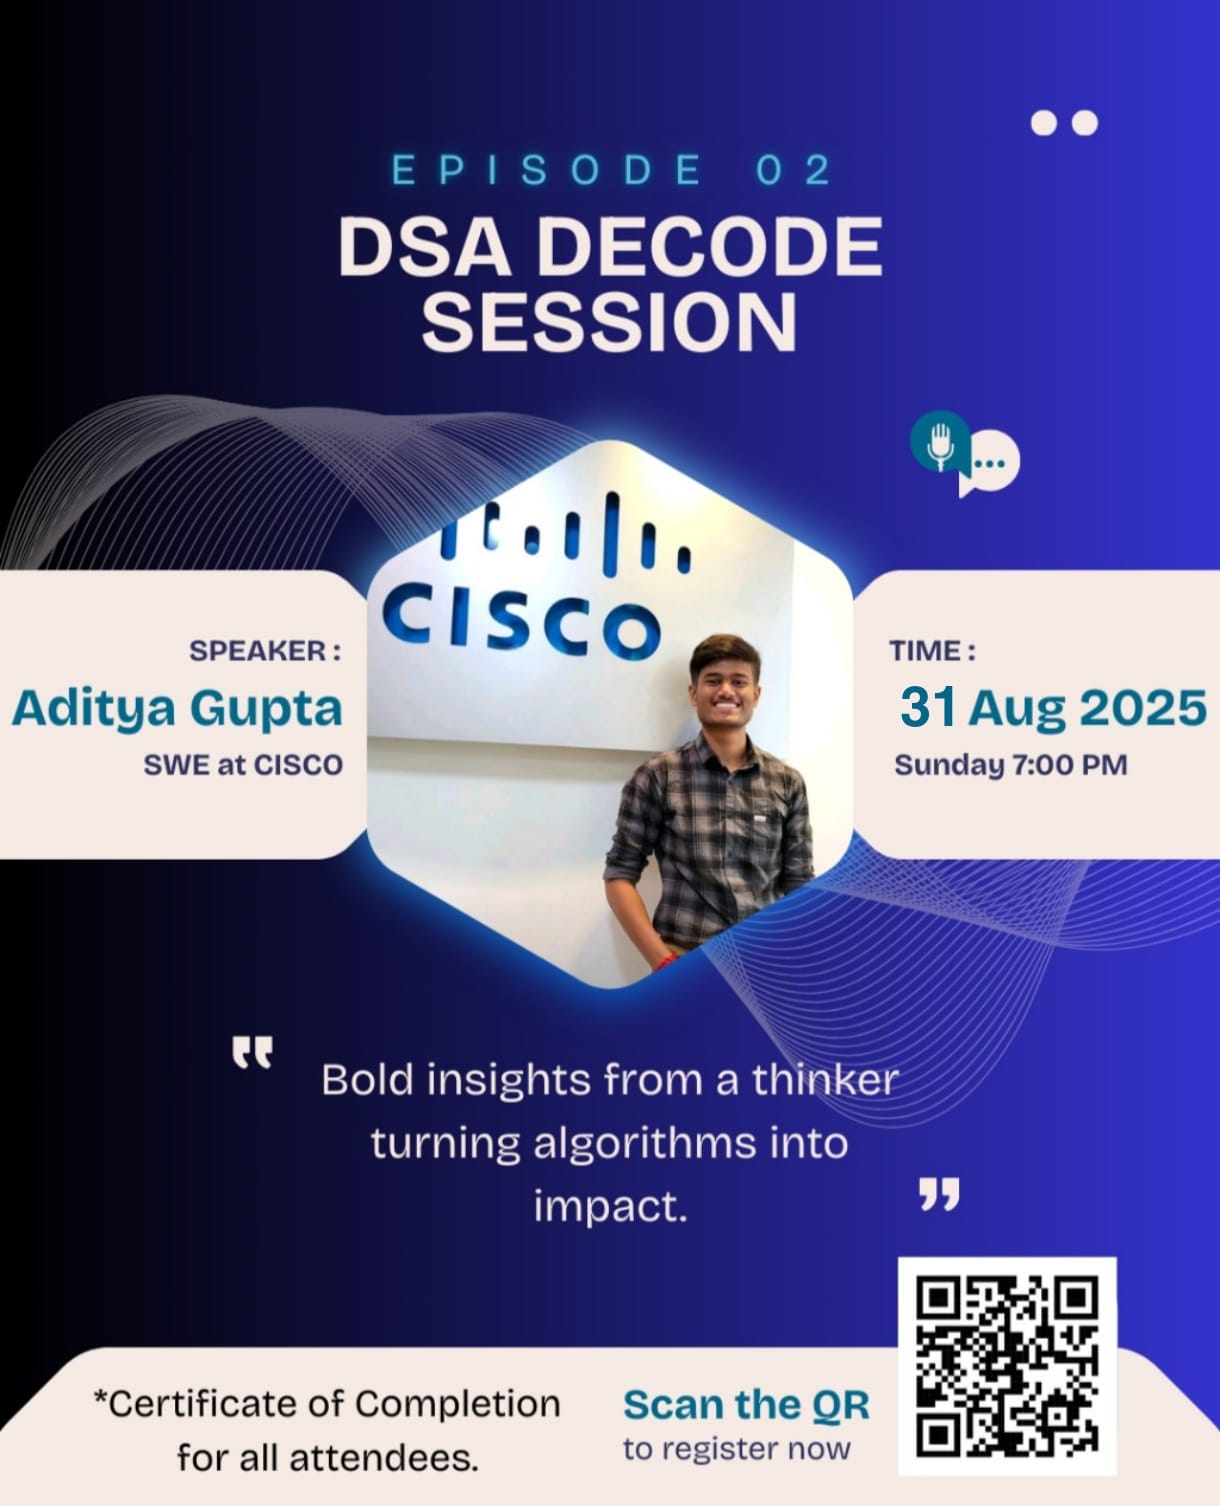 EPISODE 02
DSA DECODE
SESSION
CISCO
SPEAKER :
Aditya Gupta
SWE at CISCO
TIME :
31 Aug 2025
Sunday 7:00 PM
Bold insights from a thinker
turning algorithms into
impact.
*Certificate of Completion
for all attendees.
Scan the QR
to register now